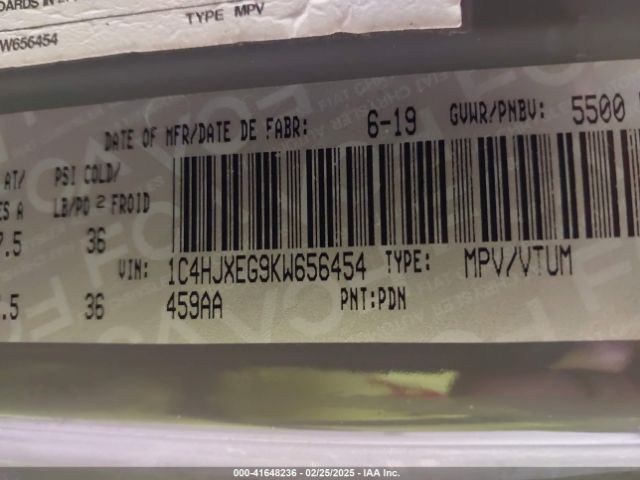 TYPE MPV
W656454
DATE OF MFR/DATE DE FABR: 6-19 GVWR/PNBV: 5500
AT/ PSI COLD/
ES A LB/PO 2 FROID
7.5 36
VIN: 1C4HJXEG9KW656454 TYPE: MPV/VTUM
7.5 36 459AA PNT:PDN
000-41648236 - 02/25/2025 - IAA Inc.